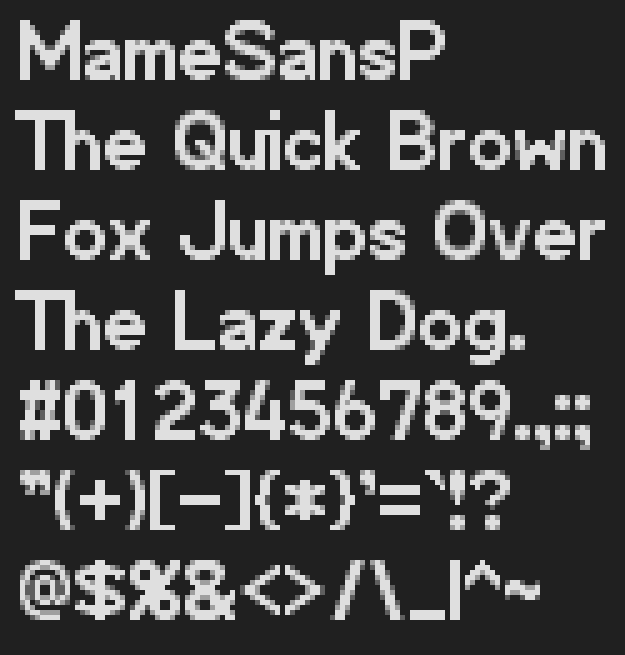 MameSansP
The Quick Brown
Fox Jumps Over
The Lazy Dog.
#0123456789.,:;
"(+)[-]{*}'=`!?
@$%&<>/\_|^~